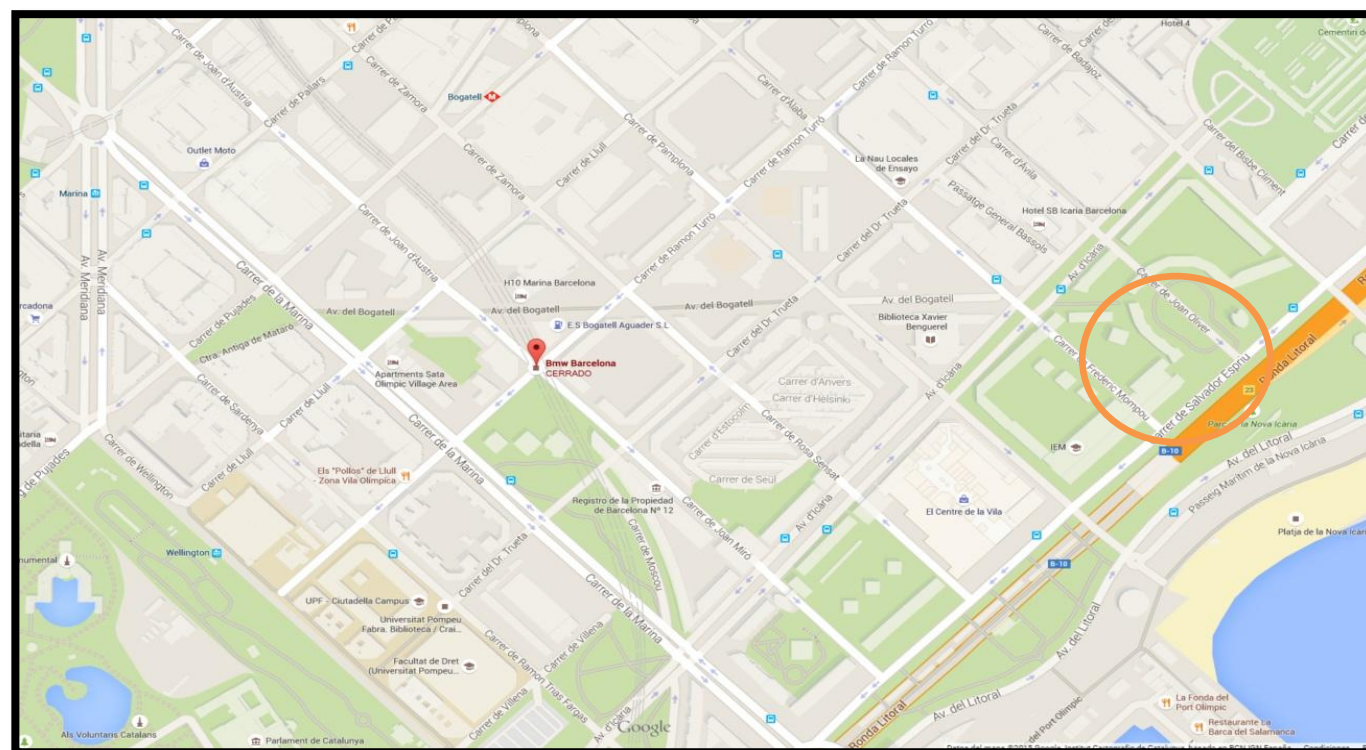 Hotel 4
Cementiri d
Carrer de Joan d'Àustria
Carrer de Pallars
Carrer de Zamora
Carrer de Ramon Turró
Carrer de Badajoz
Bogatell
Carrer d'Àlaba
Outlet Moto
Carrer de Llull
Carrer de Pamplona
Carrer de Ramon Turró
Carrer del Dr. Trueta
Carrer d'Àvila
Carrer del Bisbe Climent
La Nau Locales
de Ensayo
Marina
Carrer de Zamora
Passatge General Bassols
Hotel SB Icaria Barcelona
Carrer de Joan d'Àustria
Carrer de Ramon Turró
Carrer del Dr. Trueta
Av. Meridiana
Av. Meridiana
Carrer de la Marina
H10 Marina Barcelona
Av. d'Icària
Carrer de Joan Oliver
Av. del Bogatell
Av. del Bogatell
Av. del Bogatell
Av. del Bogatell
rcadona
Carrer de Pujades
E.S Bogatell Aguader S.L
Carrer del Dr. Trueta
Biblioteca Xavier
Benguerel
Ctra. Antiga de Mataró
Bmw Barcelona
CERRADO
Apartments Sata
Olimpic Village Area
Carrer d'Anvers
Carrer d'Hèlsinki
Carrer de Frederic Mompou
Ronda Litoral
Carrer de Sardenya
Carrer de Llull
Av. d'Icària
23
Carrer de Salvador Espriu
Carrer d'Estocolm
Carrer de la Marina
Carrer de Rosa Sensat
IEM
B-10
Av. del Litoral
Passeig Marítim de la Nova Icària
Carrer de Wellington
Carrer de Llull
Els "Pollos" de Llull
- Zona Vila Olímpica
Carrer de Seül
Registro de la Propiedad
de Barcelona Nº 12
Av. d'Icària
El Centre de la Vila
Carrer de Joan Miró
Platja de la Nova Icàri
Wellington
Carrer del Dr. Trueta
Carrer de Moscou
B-10
UPF - Ciutadella Campus
Universitat Pompeu
Fabra. Biblioteca / Crai...
Carrer de la Marina
Av. del Litoral
Facultat de Dret
(Universitat Pompeu...
Carrer de Villena
Carrer de Ramon Trias Fargas
Carrer de Villena
Av. d'Icària
Google
Ronda Litoral
Av. del Litoral
La Fonda del
Port Olímpic
Restaurante La
Barca del Salamanca
Als Voluntaris Catalans
Parlament de Catalunya